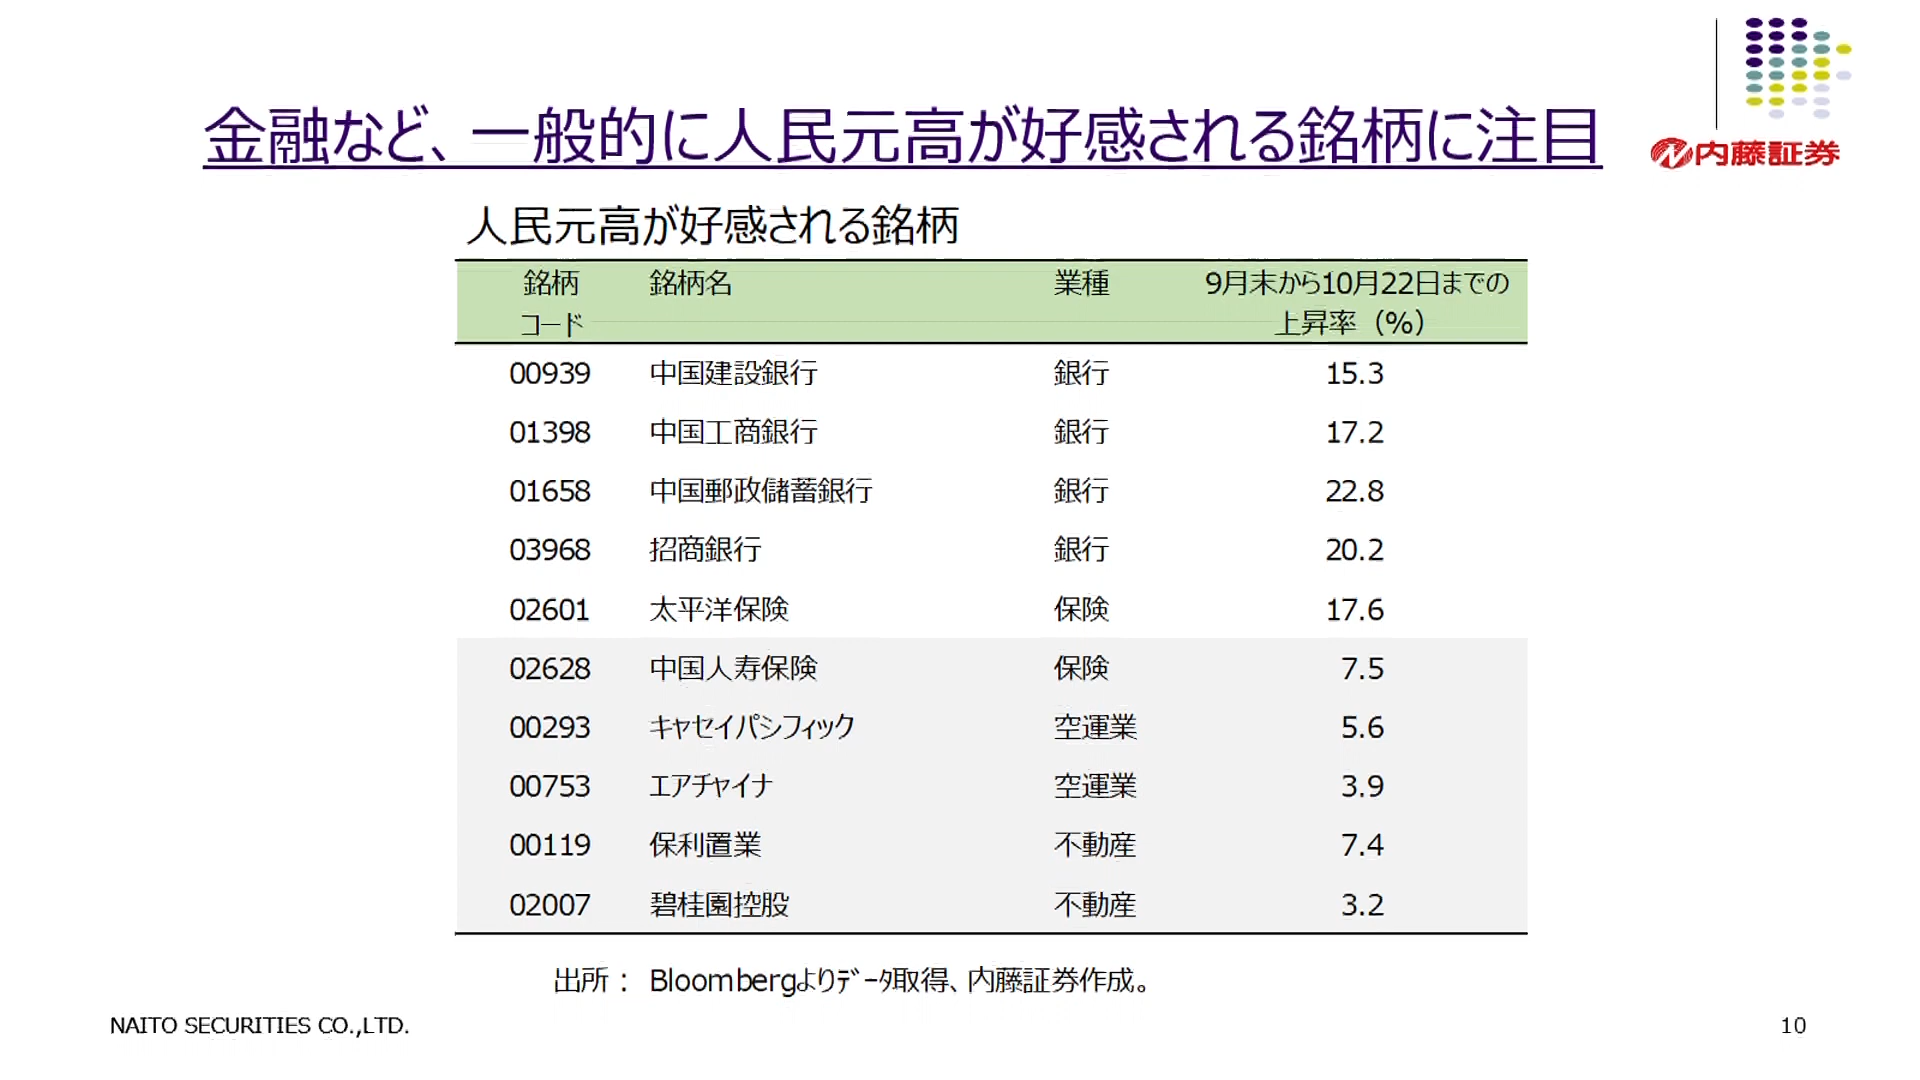 内藤証券
金融など、一般的に人民元高が好感される銘柄に注目
人民元高が好感される銘柄
銘柄コード 銘柄名 業種 9月末から10月22日までの上昇率（%）
00939 中国建設銀行 銀行 15.3
01398 中国工商銀行 銀行 17.2
01658 中国郵政儲蓄銀行 銀行 22.8
03968 招商銀行 銀行 20.2
02601 太平洋保険 保険 17.6
02628 中国人寿保険 保険 7.5
00293 キャセイパシフィック 空運業 5.6
00753 エアチャイナ 空運業 3.9
00119 保利置業 不動産 7.4
02007 碧桂園控股 不動産 3.2
出所： Bloombergよりﾃﾞｰﾀ取得、内藤証券作成。
NAITO SECURITIES CO.,LTD. 10